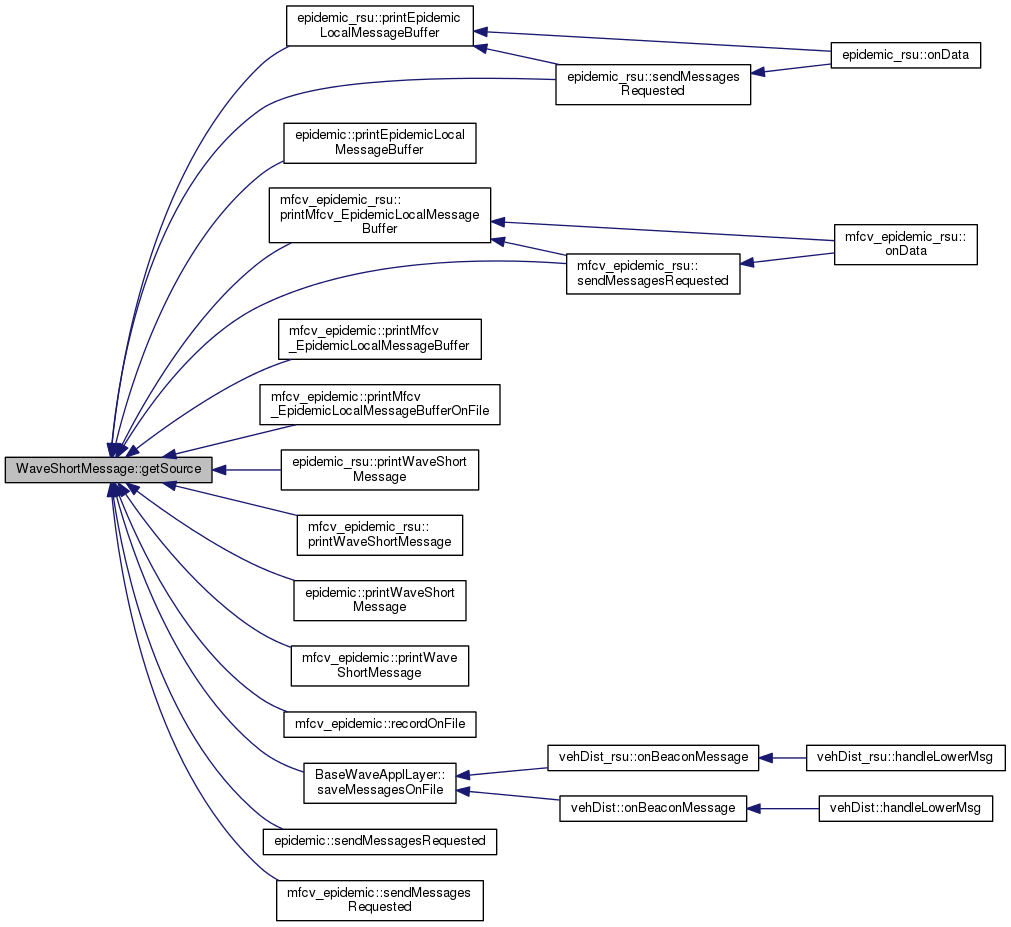 epidemic_rsu::printEpidemic
LocalMessageBuffer
epidemic_rsu::onData
epidemic_rsu::sendMessages
Requested
epidemic::printEpidemicLocal
MessageBuffer
mfcv_epidemic_rsu::
printMfcv_EpidemicLocalMessage
Buffer
mfcv_epidemic_rsu::
onData
mfcv_epidemic_rsu::
sendMessagesRequested
mfcv_epidemic::printMfcv
_EpidemicLocalMessageBuffer
mfcv_epidemic::printMfcv
_EpidemicLocalMessageBufferOnFile
WaveShortMessage::getSource
epidemic_rsu::printWaveShort
Message
mfcv_epidemic_rsu::
printWaveShortMessage
epidemic::printWaveShort
Message
mfcv_epidemic::printWave
ShortMessage
mfcv_epidemic::recordOnFile
BaseWaveApplLayer::
saveMessagesOnFile
vehDist_rsu::onBeaconMessage
vehDist_rsu::handleLowerMsg
vehDist::onBeaconMessage
vehDist::handleLowerMsg
epidemic::sendMessagesRequested
mfcv_epidemic::sendMessages
Requested